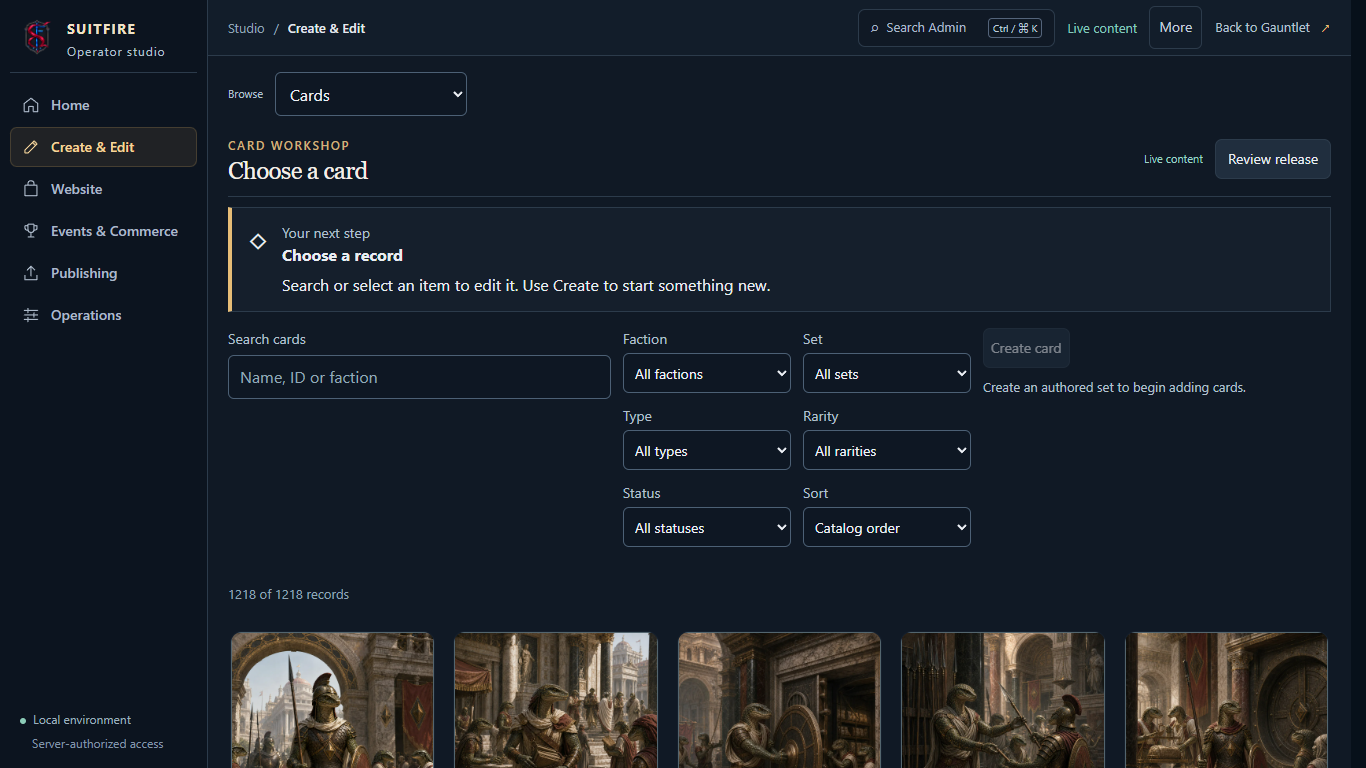 SUITFIRE
Operator studio
Home
Create & Edit
Website
Events & Commerce
Publishing
Operations
Local environment
Server-authorized access
Studio / Create & Edit
Search Admin Ctrl / ⌘ K
Live content
More
Back to Gauntlet ↗
Browse
Cards
CARD WORKSHOP
Choose a card
Live content
Review release
Your next step
Choose a record
Search or select an item to edit it. Use Create to start something new.
Search cards
Name, ID or faction
Faction
All factions
Set
All sets
Create card
Create an authored set to begin adding cards.
Type
All types
Rarity
All rarities
Status
All statuses
Sort
Catalog order
1218 of 1218 records